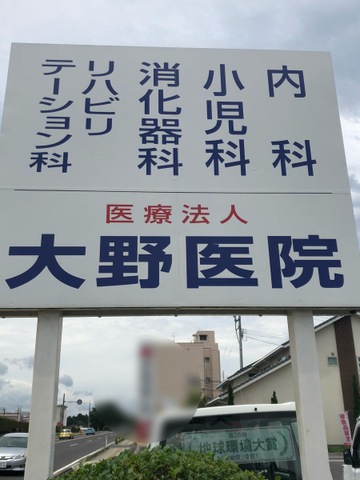 内科
小児科
消化器科
リハビリ
テーション科
医療法人
大野医院
地球環境大賞